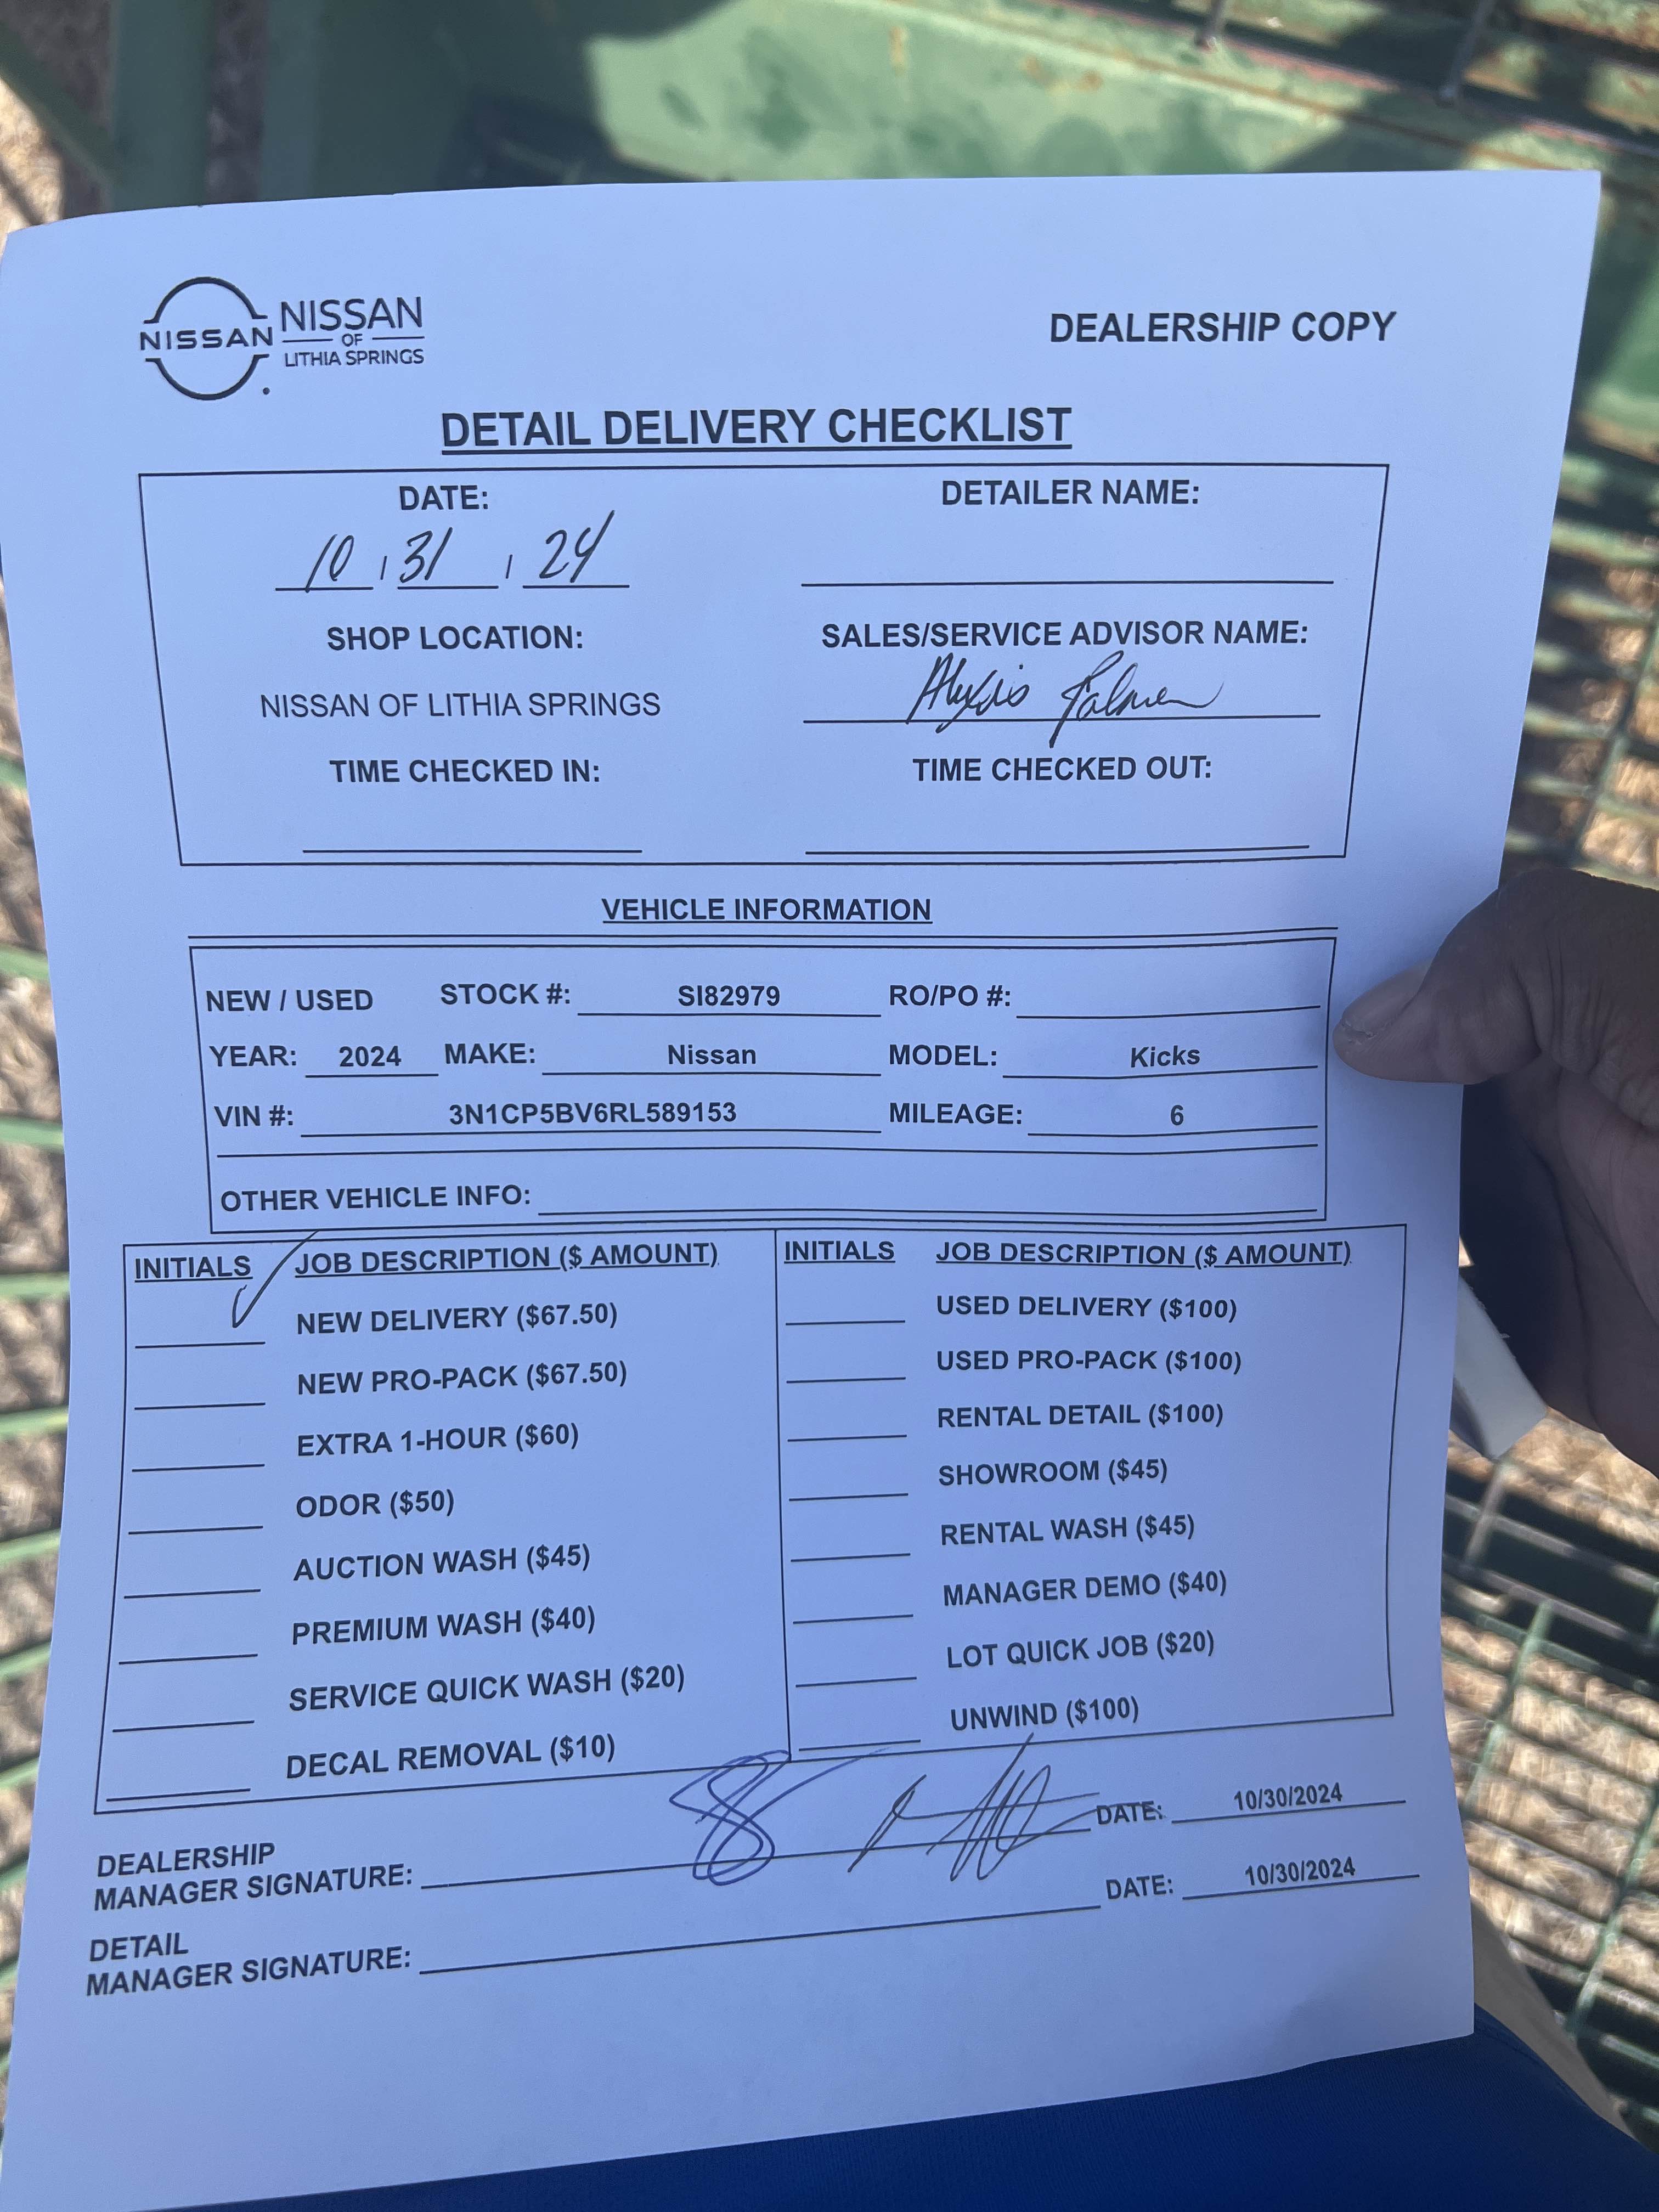 NISSAN NISSAN OF LITHIA SPRINGS
DEALERSHIP COPY
DETAIL DELIVERY CHECKLIST
DATE: DETAILER NAME:
10 / 31 / 24
SHOP LOCATION: SALES/SERVICE ADVISOR NAME:
NISSAN OF LITHIA SPRINGS Alexis Palmer
TIME CHECKED IN: TIME CHECKED OUT:
VEHICLE INFORMATION
NEW / USED STOCK #: SI82979 RO/PO #:
YEAR: 2024 MAKE: Nissan MODEL: Kicks
VIN #: 3N1CP5BV6RL589153 MILEAGE: 6
OTHER VEHICLE INFO:
INITIALS JOB DESCRIPTION ($ AMOUNT) INITIALS JOB DESCRIPTION ($ AMOUNT)
✓ NEW DELIVERY ($67.50) USED DELIVERY ($100)
NEW PRO-PACK ($67.50) USED PRO-PACK ($100)
EXTRA 1-HOUR ($60) RENTAL DETAIL ($100)
ODOR ($50) SHOWROOM ($45)
AUCTION WASH ($45) RENTAL WASH ($45)
PREMIUM WASH ($40) MANAGER DEMO ($40)
SERVICE QUICK WASH ($20) LOT QUICK JOB ($20)
DECAL REMOVAL ($10) UNWIND ($100)
DEALERSHIP
MANAGER SIGNATURE: DATE: 10/30/2024
DETAIL
MANAGER SIGNATURE: DATE: 10/30/2024